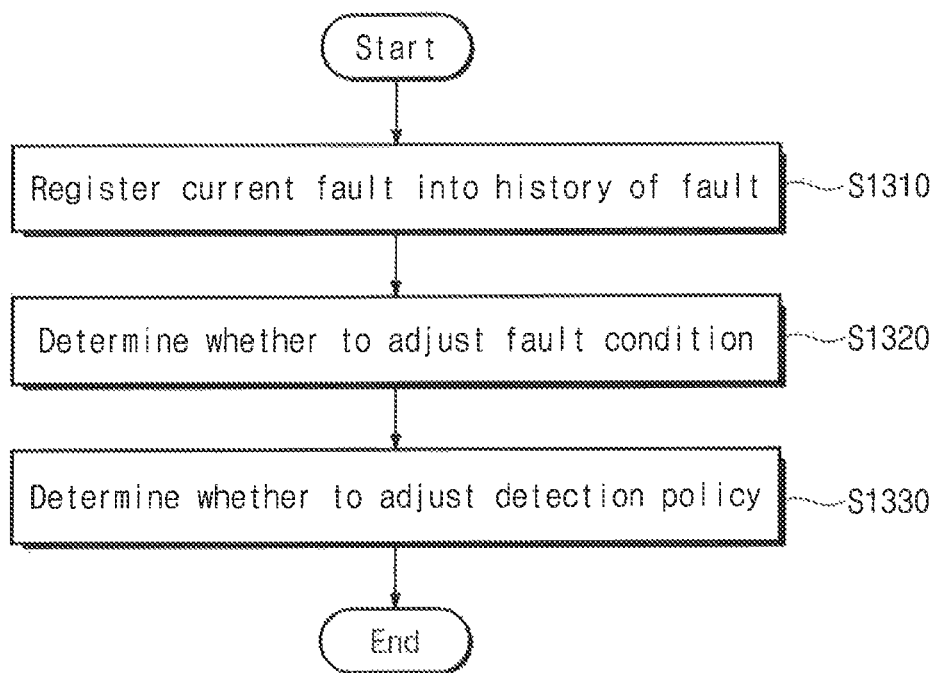 Start
Register current fault into history of fault
S1310
Determine whether to adjust fault condition
S1320
Determine whether to adjust detection policy
S1330
End